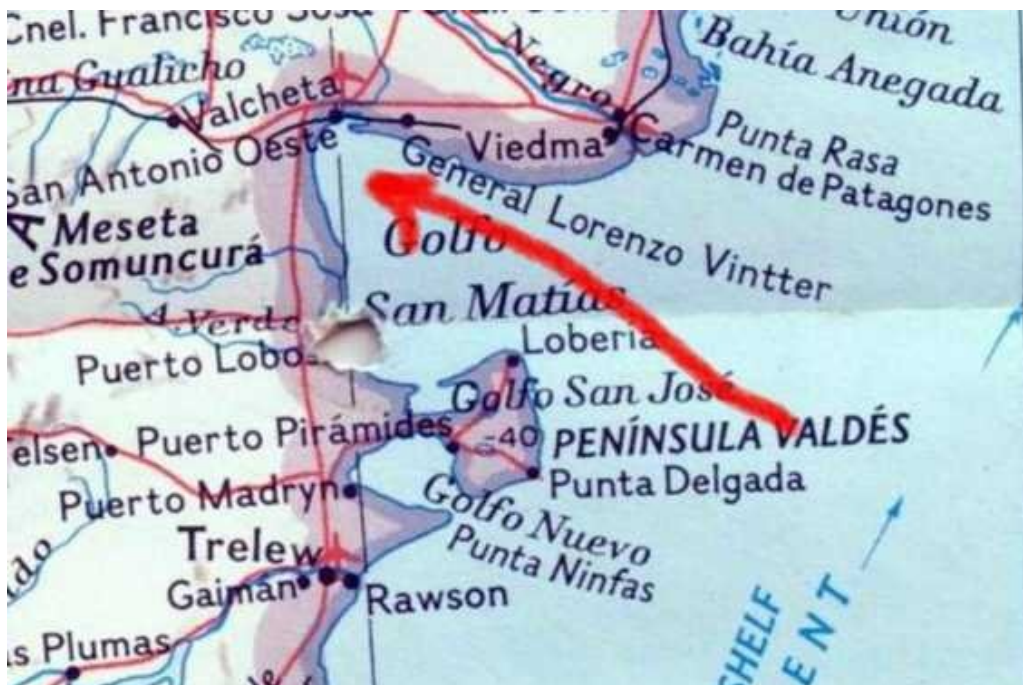 Cnel. Francisco Sosa
Unión
Bahía Anegada
Negro
na Gualicho
Valcheta
San Antonio Oeste
Viedma
Carmen de Patagones
Punta Rasa
General Lorenzo Vintter
Meseta
e Somuncurá
Golfo
San Matías
A. Verde
Puerto Lobo
Lobería
Golfo San José
elsen
Puerto Pirámides
-40
PENÍNSULA VALDÉS
Punta Delgada
Puerto Madryn
Golfo Nuevo
Punta Ninfas
Trelew
Gaiman
Rawson
s Plumas
SHELF
ENT